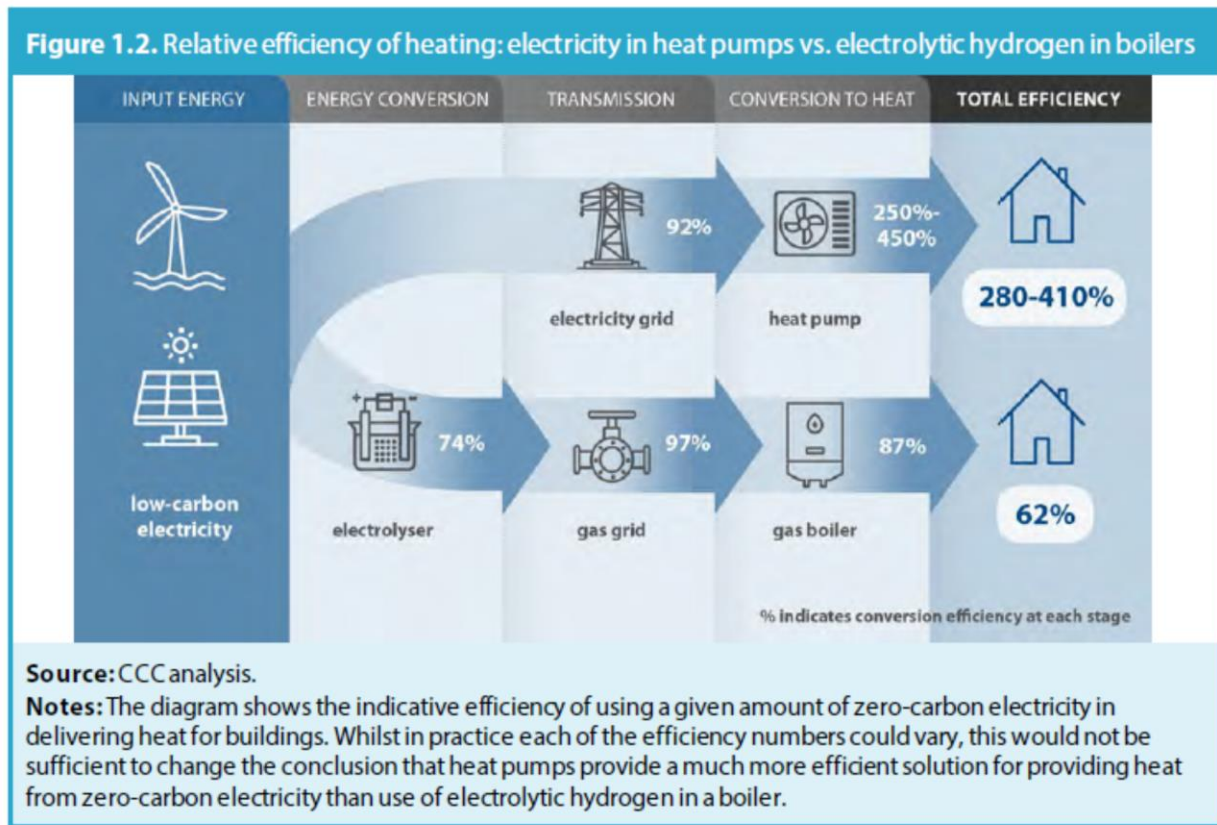 Figure 1.2. Relative efficiency of heating: electricity in heat pumps vs. electrolytic hydrogen in boilers
INPUT ENERGY
ENERGY CONVERSION
TRANSMISSION
CONVERSION TO HEAT
TOTAL EFFICIENCY
92%
250%-
450%
electricity grid
heat pump
280-410%
+ -
74%
97%
87%
low-carbon
electricity
electrolyser
gas grid
gas boiler
62%
% indicates conversion efficiency at each stage
Source: CCC analysis.
Notes: The diagram shows the indicative efficiency of using a given amount of zero-carbon electricity in
delivering heat for buildings. Whilst in practice each of the efficiency numbers could vary, this would not be
sufficient to change the conclusion that heat pumps provide a much more efficient solution for providing heat
from zero-carbon electricity than use of electrolytic hydrogen in a boiler.